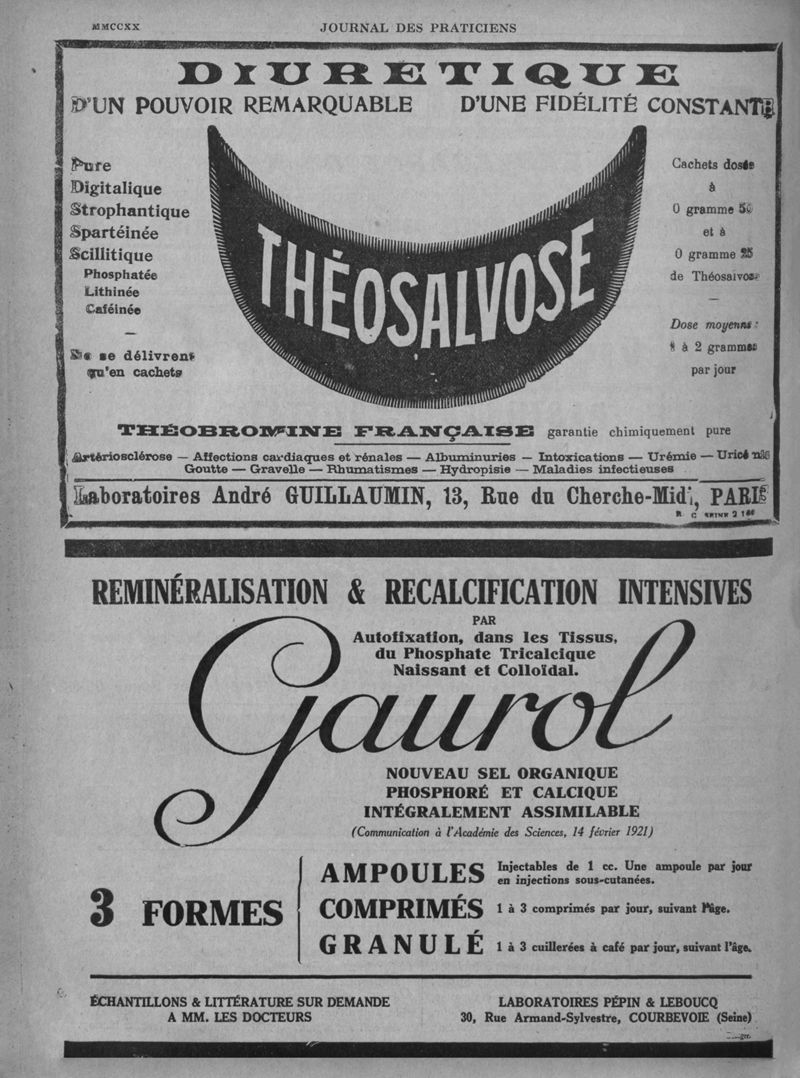 MMCCXX
JOURNAL DES PRATICIENS
DIURETIQUE
D'UN POUVOIR REMARQUABLE D'UNE FIDÉLITÉ CONSTANTE
Pure
Digitalique
Strophantique
Spartéinée
Scillitique
Phosphatée
Lithinée
Caféinée
Ne se délivrent
qu'en cachets
THÉOSALVOSE
Cachets dosés
à
0 gramme 50
et à
0 gramme 25
de Théosalvose
Dose moyenne :
1 à 2 grammes
par jour
THÉOBROMINE FRANÇAISE garantie chimiquement pure
Artériosclérose — Affections cardiaques et rénales — Albuminuries — Intoxications — Urémie — Uricémie
Goutte — Gravelle — Rhumatismes — Hydropisie — Maladies infectieuses
Laboratoires André GUILLAUMIN, 13, Rue du Cherche-Midi, PARIS
R C
REMINÉRALISATION & RECALCIFICATION INTENSIVES
PAR
Autofixation, dans les Tissus,
du Phosphate Tricalcique
Naissant et Colloïdal.
Gaurol
NOUVEAU SEL ORGANIQUE
PHOSPHORÉ ET CALCIQUE
INTÉGRALEMENT ASSIMILABLE
(Communication à l'Académie des Sciences, 14 février 1921)
3 FORMES
AMPOULES Injectables de 1 cc. Une ampoule par jour
en injections sous-cutanées.
COMPRIMÉS 1 à 3 comprimés par jour, suivant l'âge.
GRANULÉ 1 à 3 cuillerées à café par jour, suivant l'âge.
ÉCHANTILLONS & LITTÉRATURE SUR DEMANDE
A MM. LES DOCTEURS
LABORATOIRES PÉPIN & LEBOUCQ
30, Rue Armand-Sylvestre, COURBEVOIE (Seine)